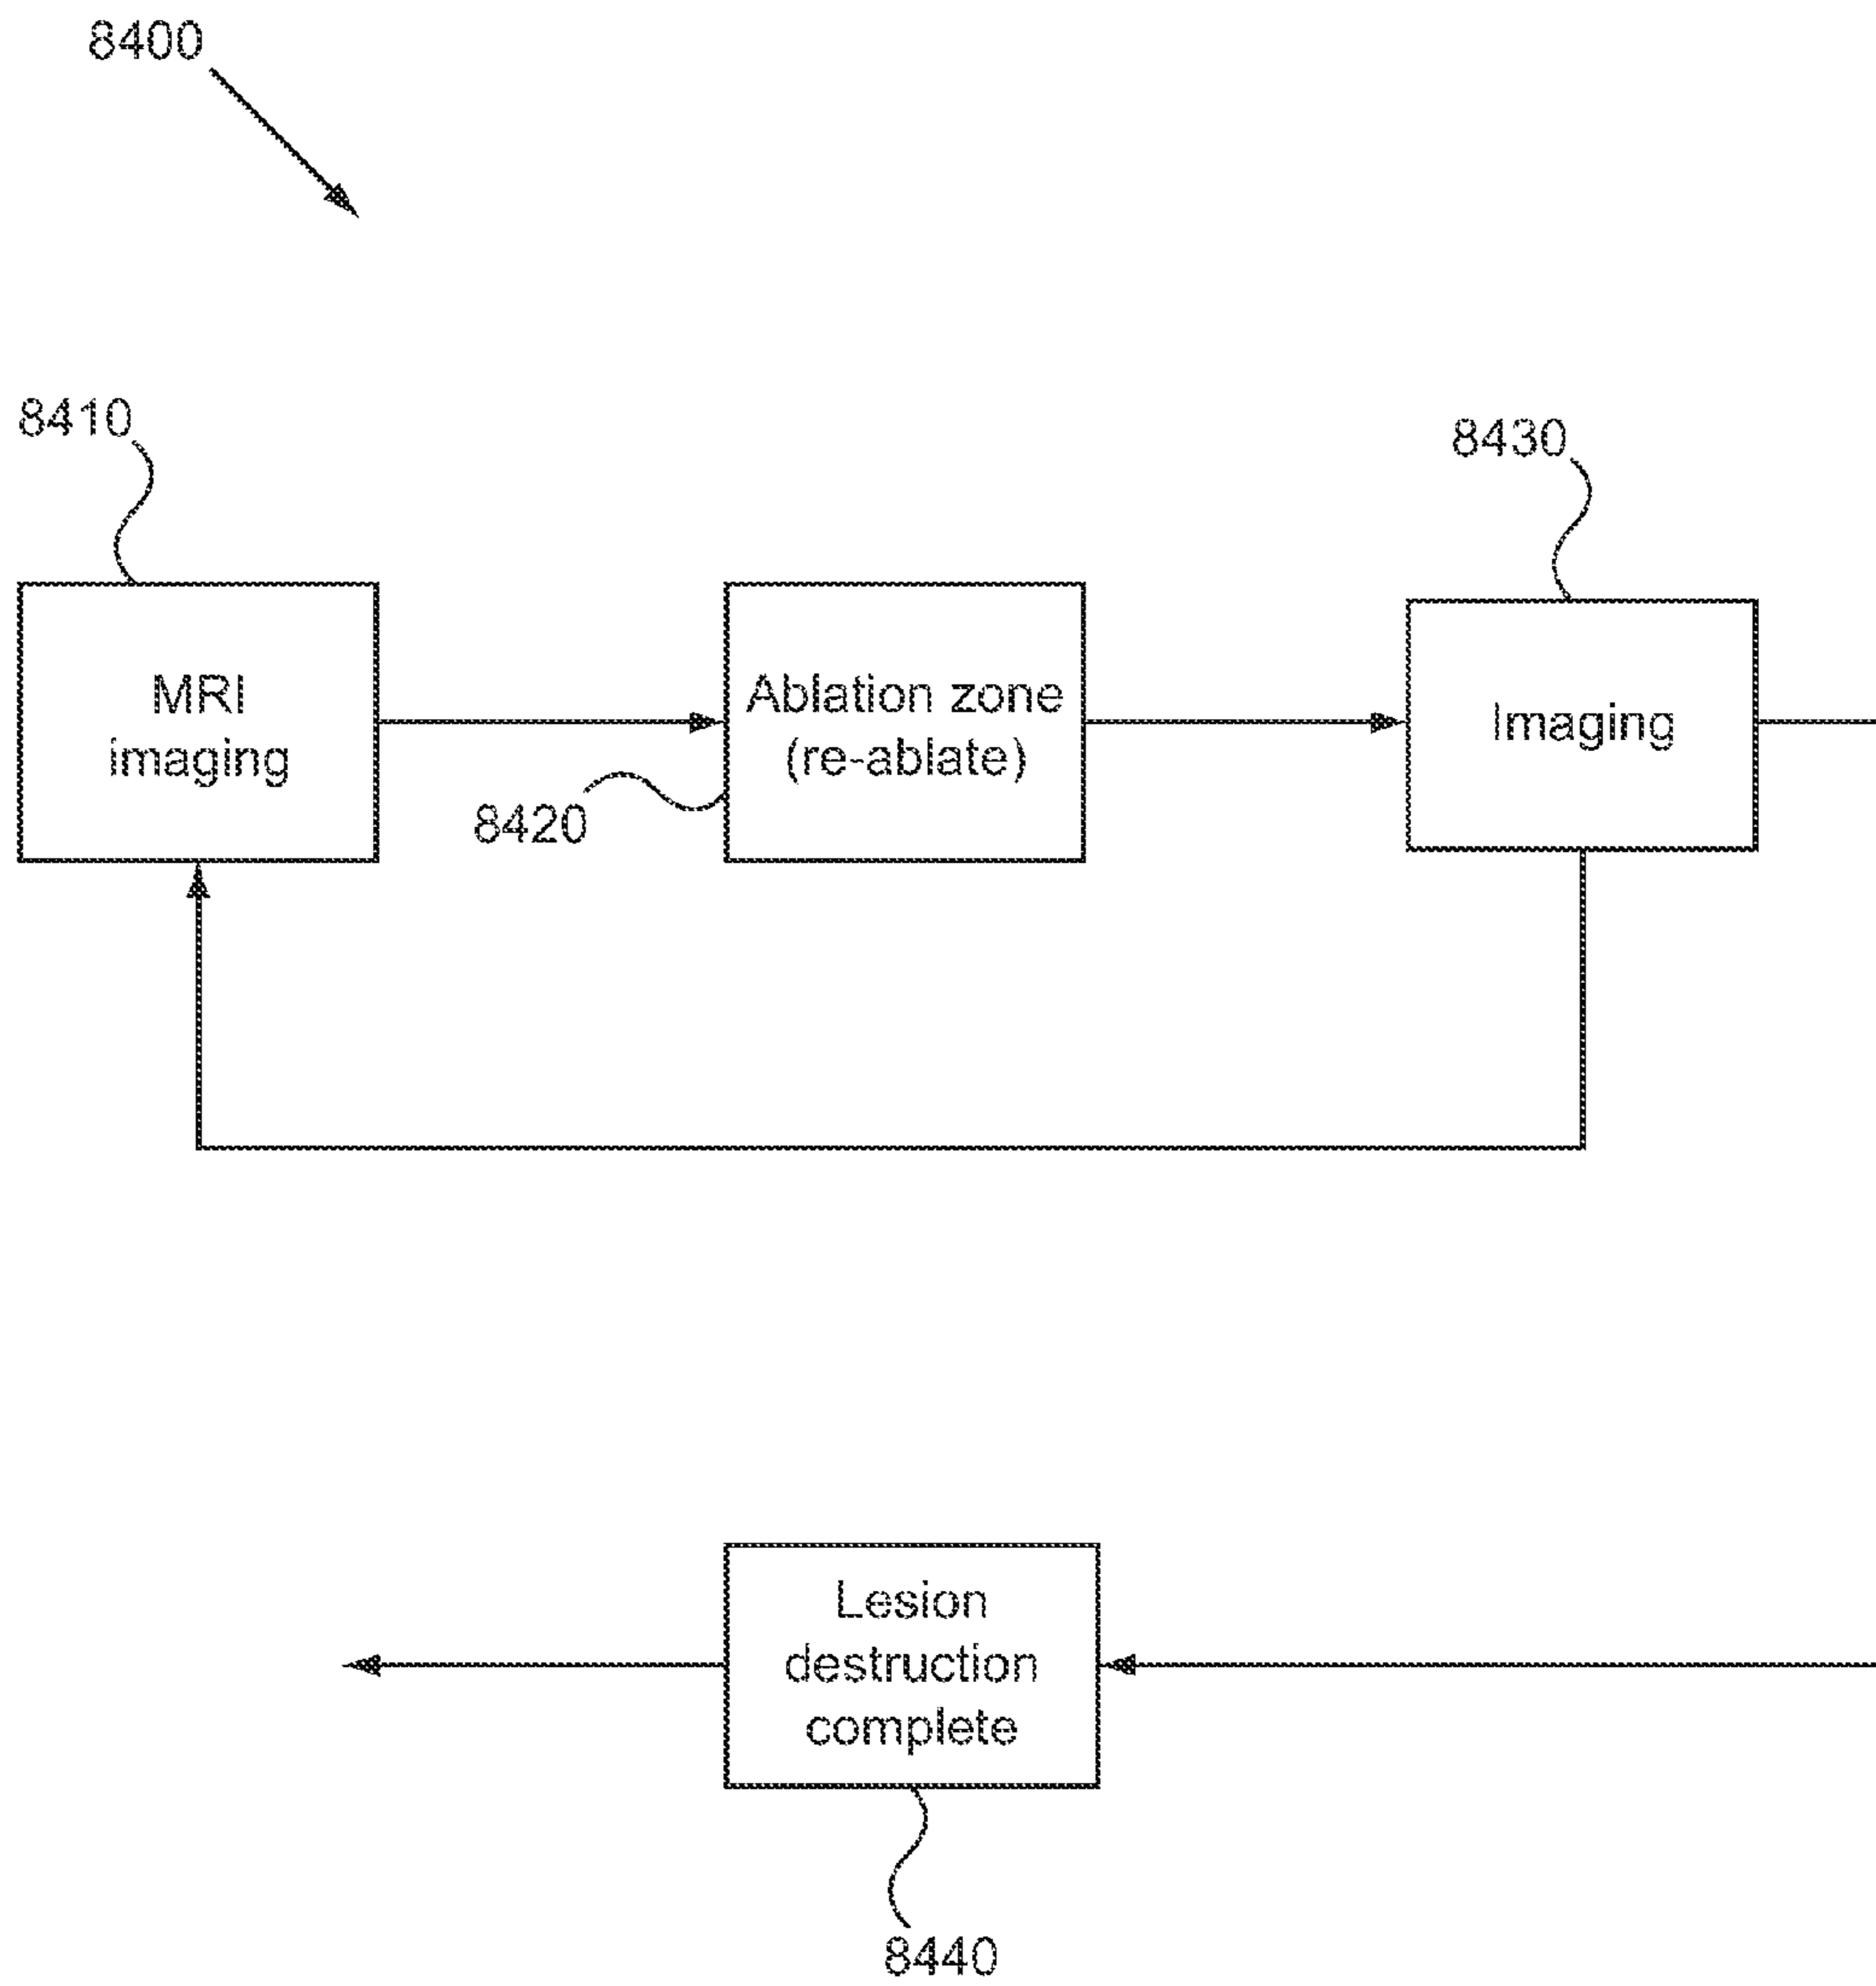 8400
8410
8430
MRI
imaging
Ablation zone
(re-ablate)
Imaging
8420
Lesion
destruction
complete
8440